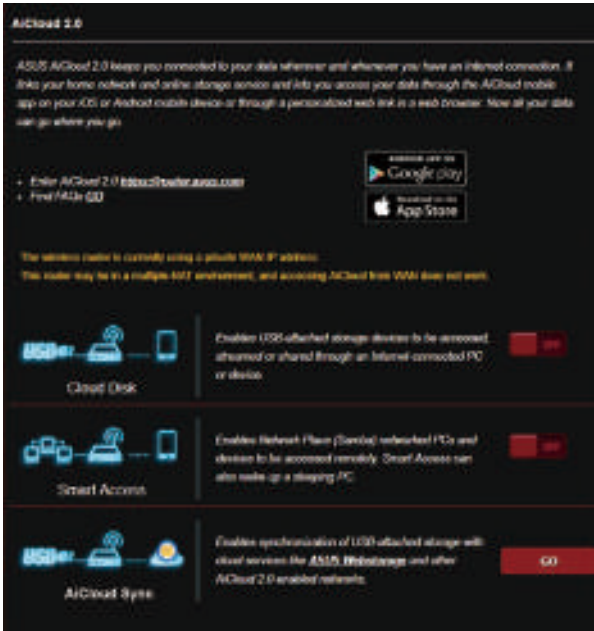 AiCloud 2.0
ASUS AiCloud 2.0 keeps you connected to your data wherever and whenever you have an Internet connection. It
links your home network and online storage service and lets you access your data through the AiCloud mobile
app on your iOS or Android mobile device or through a personalized web link in a web browser. Now all your data
can go where you go.
ANDROID APP ON
Google play
Enter AiCloud 2.0 https://router.asus.com
Find FAQs GO
Download on the
App Store
The wireless router is currently using a private WAN IP address.
This router may be in a multiple-NAT environment, and accessing AiCloud from WAN does not work.
Enables USB-attached storage devices to be accessed,
streamed or shared through an Internet-connected PC
or device.
OFF
Cloud Disk
Enables Network Place (Samba) networked PCs and
devices to be accessed remotely. Smart Access can
also wake up a sleeping PC.
OFF
Smart Access
Enables synchronization of USB-attached storage with
cloud services like ASUS Webstorage and other
AiCloud 2.0-enabled networks.
GO
AiCloud Sync